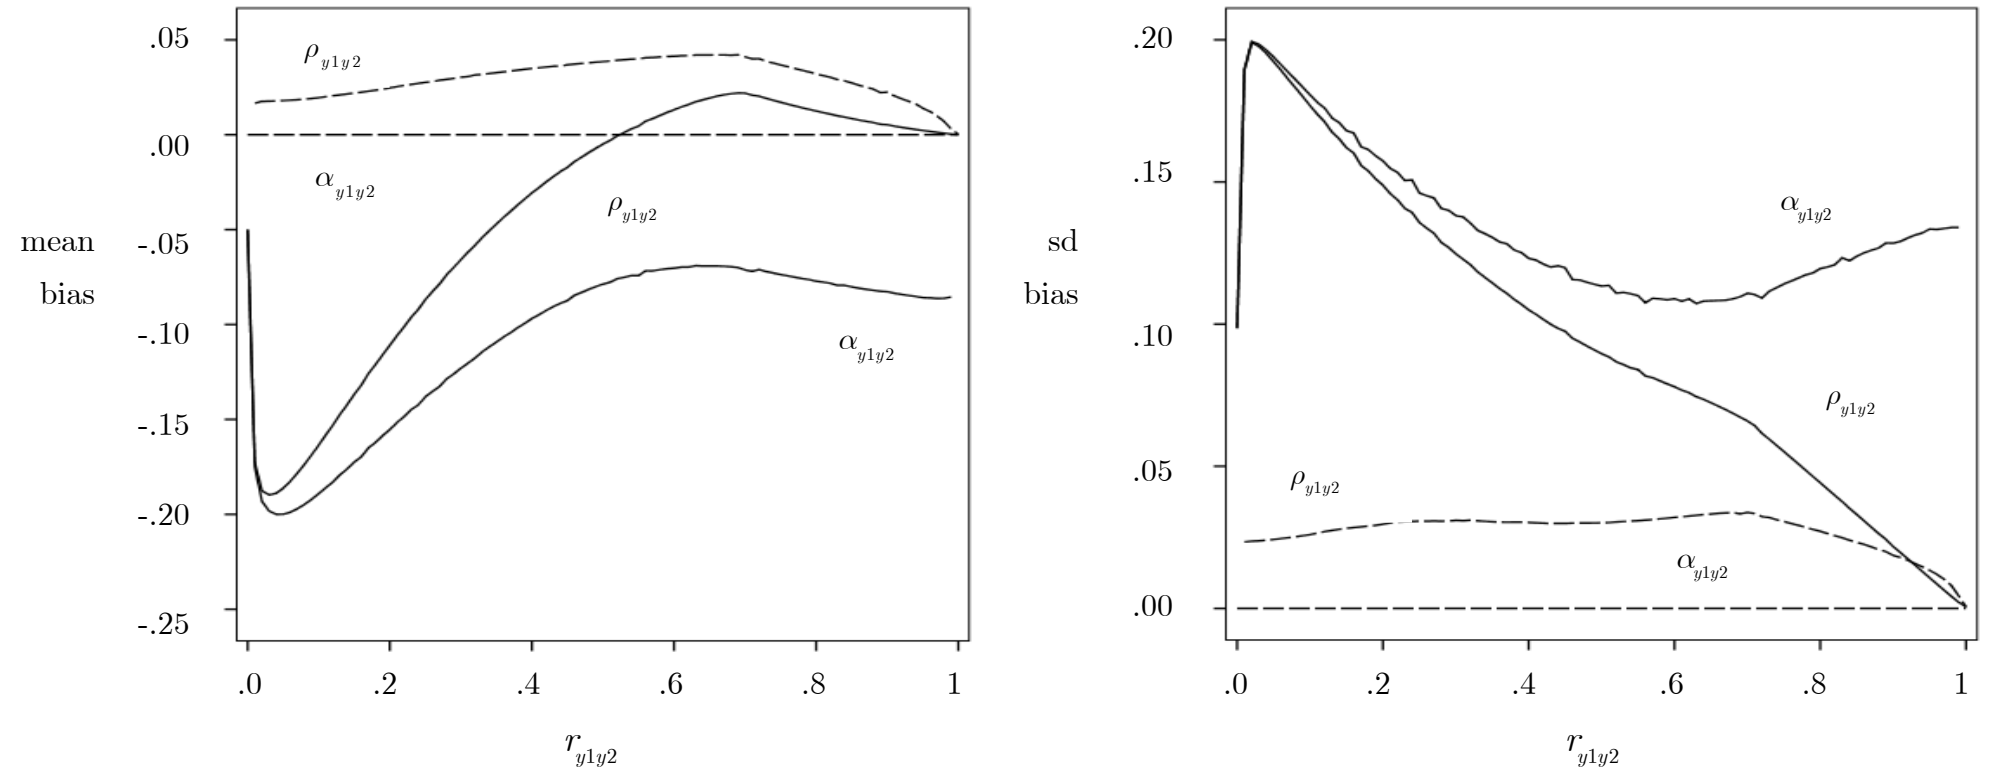 .05
ρy1y2
.00
αy1y2
ρy1y2
mean
bias
-.05
-.10
αy1y2
-.15
-.20
-.25
.0 .2 .4 .6 .8 1
ry1y2
.20
.15
αy1y2
sd
bias
.10
ρy1y2
.05
ρy1y2
αy1y2
.00
.0 .2 .4 .6 .8 1
ry1y2